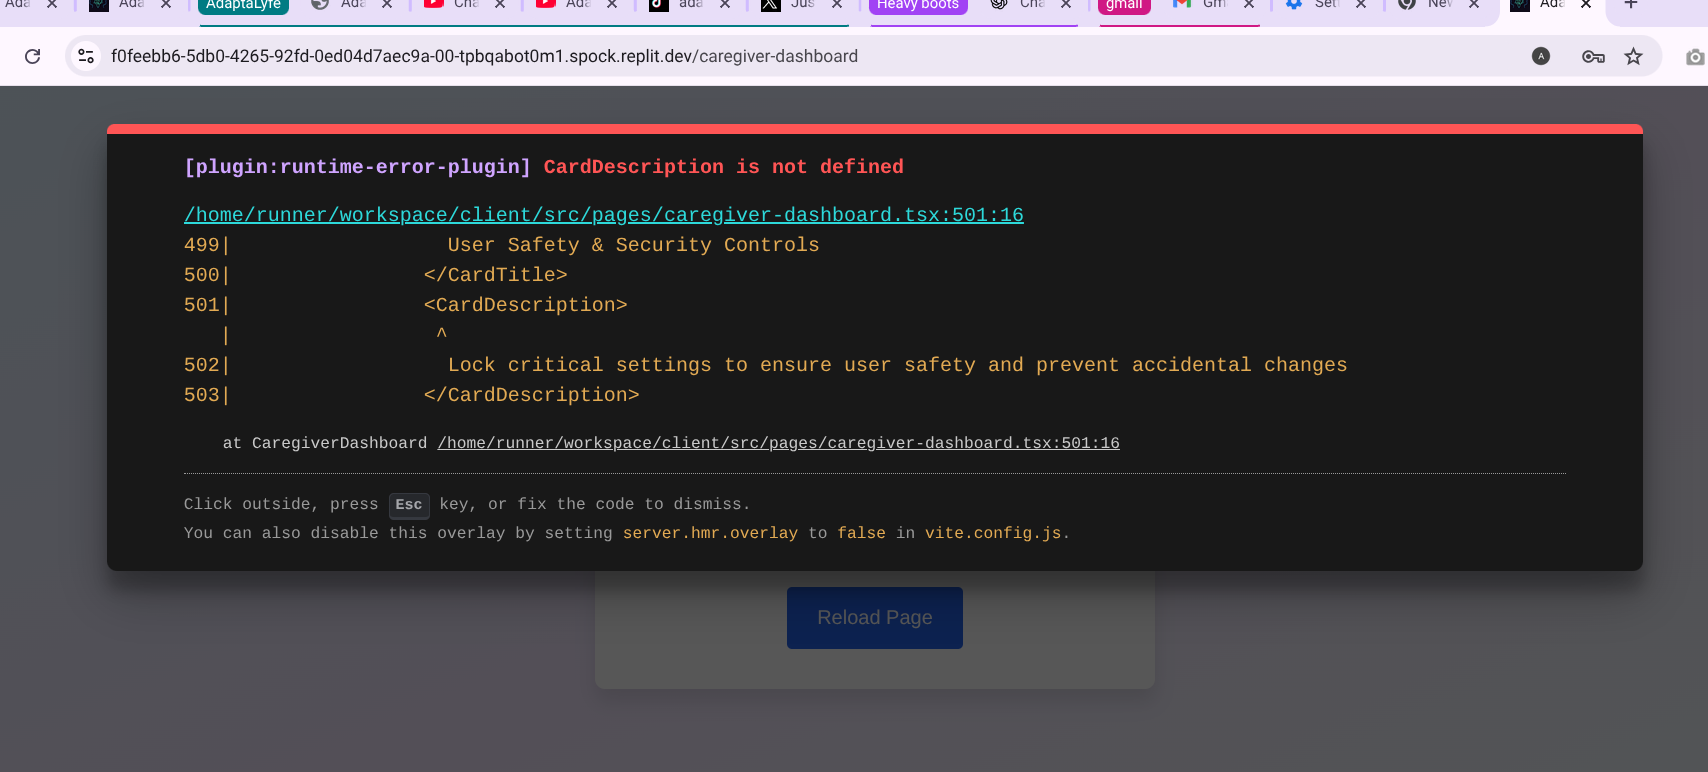 Ada Ada AdaptaLyfe Ada Cha Ada ada Jus Heavy boots Cha gmail Gm Sett New Ada
f0feebb6-5db0-4265-92fd-0ed04d7aec9a-00-tpbqabot0m1.spock.replit.dev/caregiver-dashboard A
[plugin:runtime-error-plugin] CardDescription is not defined
/home/runner/workspace/client/src/pages/caregiver-dashboard.tsx:501:16
499| User Safety & Security Controls
500| </CardTitle>
501| <CardDescription>
| ^
502| Lock critical settings to ensure user safety and prevent accidental changes
503| </CardDescription>
at CaregiverDashboard /home/runner/workspace/client/src/pages/caregiver-dashboard.tsx:501:16
Click outside, press Esc key, or fix the code to dismiss.
You can also disable this overlay by setting server.hmr.overlay to false in vite.config.js.
Reload Page